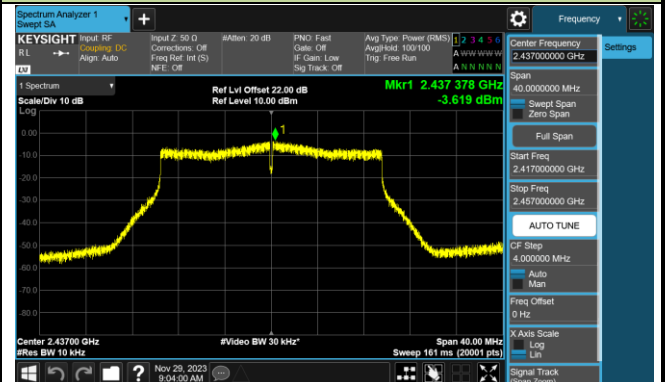 Spectrum Analyzer 1
Swept SA
+
Frequency
KEYSIGHT
RL
Input: RF
Coupling: DC
Align: Auto
Input Z: 50 Ω
Corrections: Off
Freq Ref: Int (S)
NFE: Off
#Atten: 20 dB
PNO: Fast
Gate: Off
IF Gain: Low
Sig Track: Off
Avg Type: Power (RMS)
Avg|Hold: 100/100
Trig: Free Run
1 2 3 4 5 6
A W W W W W
A N N N N N
LXI
1 Spectrum
Scale/Div 10 dB
Log
Ref Lvl Offset 22.00 dB
Ref Level 10.00 dBm
Mkr1 2.437 378 GHz
-3.619 dBm
1
0.00
-10.0
-20.0
-30.0
-40.0
-50.0
-60.0
-70.0
-80.0
Center 2.43700 GHz
#Res BW 10 kHz
#Video BW 30 kHz*
Span 40.00 MHz
Sweep 161 ms (20001 pts)
?
Nov 29, 2023
9:04:00 AM
Center Frequency
2.437000000 GHz
Settings
Span
40.0000000 MHz
Swept Span
Zero Span
Full Span
Start Freq
2.417000000 GHz
Stop Freq
2.457000000 GHz
AUTO TUNE
CF Step
4.000000 MHz
Auto
Man
Freq Offset
0 Hz
X Axis Scale
Log
Lin
Signal Track
(Span Zoom)